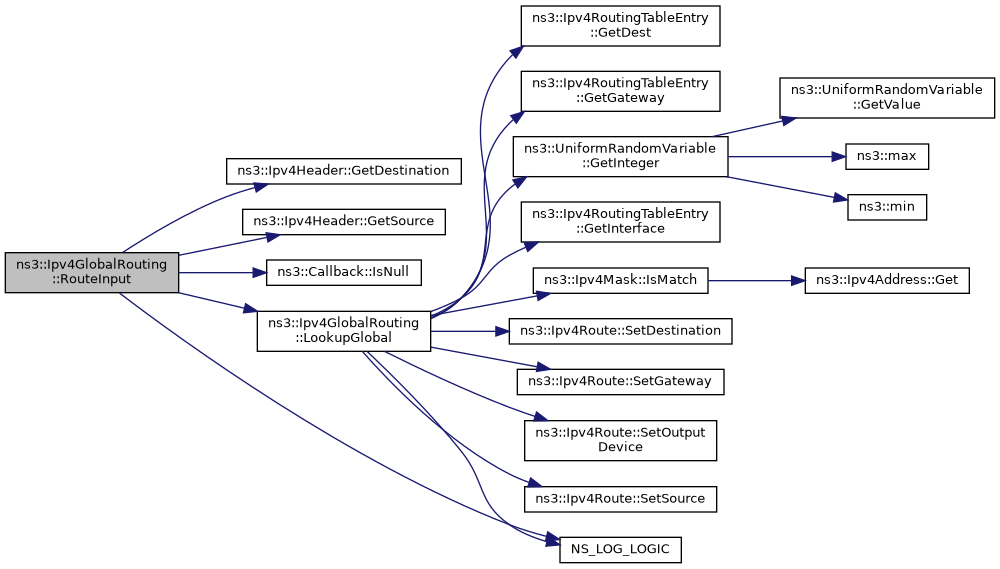 ns3::Ipv4GlobalRouting
::RouteInput
ns3::Ipv4Header::GetDestination
ns3::Ipv4Header::GetSource
ns3::Callback::IsNull
ns3::Ipv4GlobalRouting
::LookupGlobal
ns3::Ipv4RoutingTableEntry
::GetDest
ns3::Ipv4RoutingTableEntry
::GetGateway
ns3::UniformRandomVariable
::GetInteger
ns3::UniformRandomVariable
::GetValue
ns3::max
ns3::min
ns3::Ipv4RoutingTableEntry
::GetInterface
ns3::Ipv4Mask::IsMatch
ns3::Ipv4Address::Get
ns3::Ipv4Route::SetDestination
ns3::Ipv4Route::SetGateway
ns3::Ipv4Route::SetOutput
Device
ns3::Ipv4Route::SetSource
NS_LOG_LOGIC